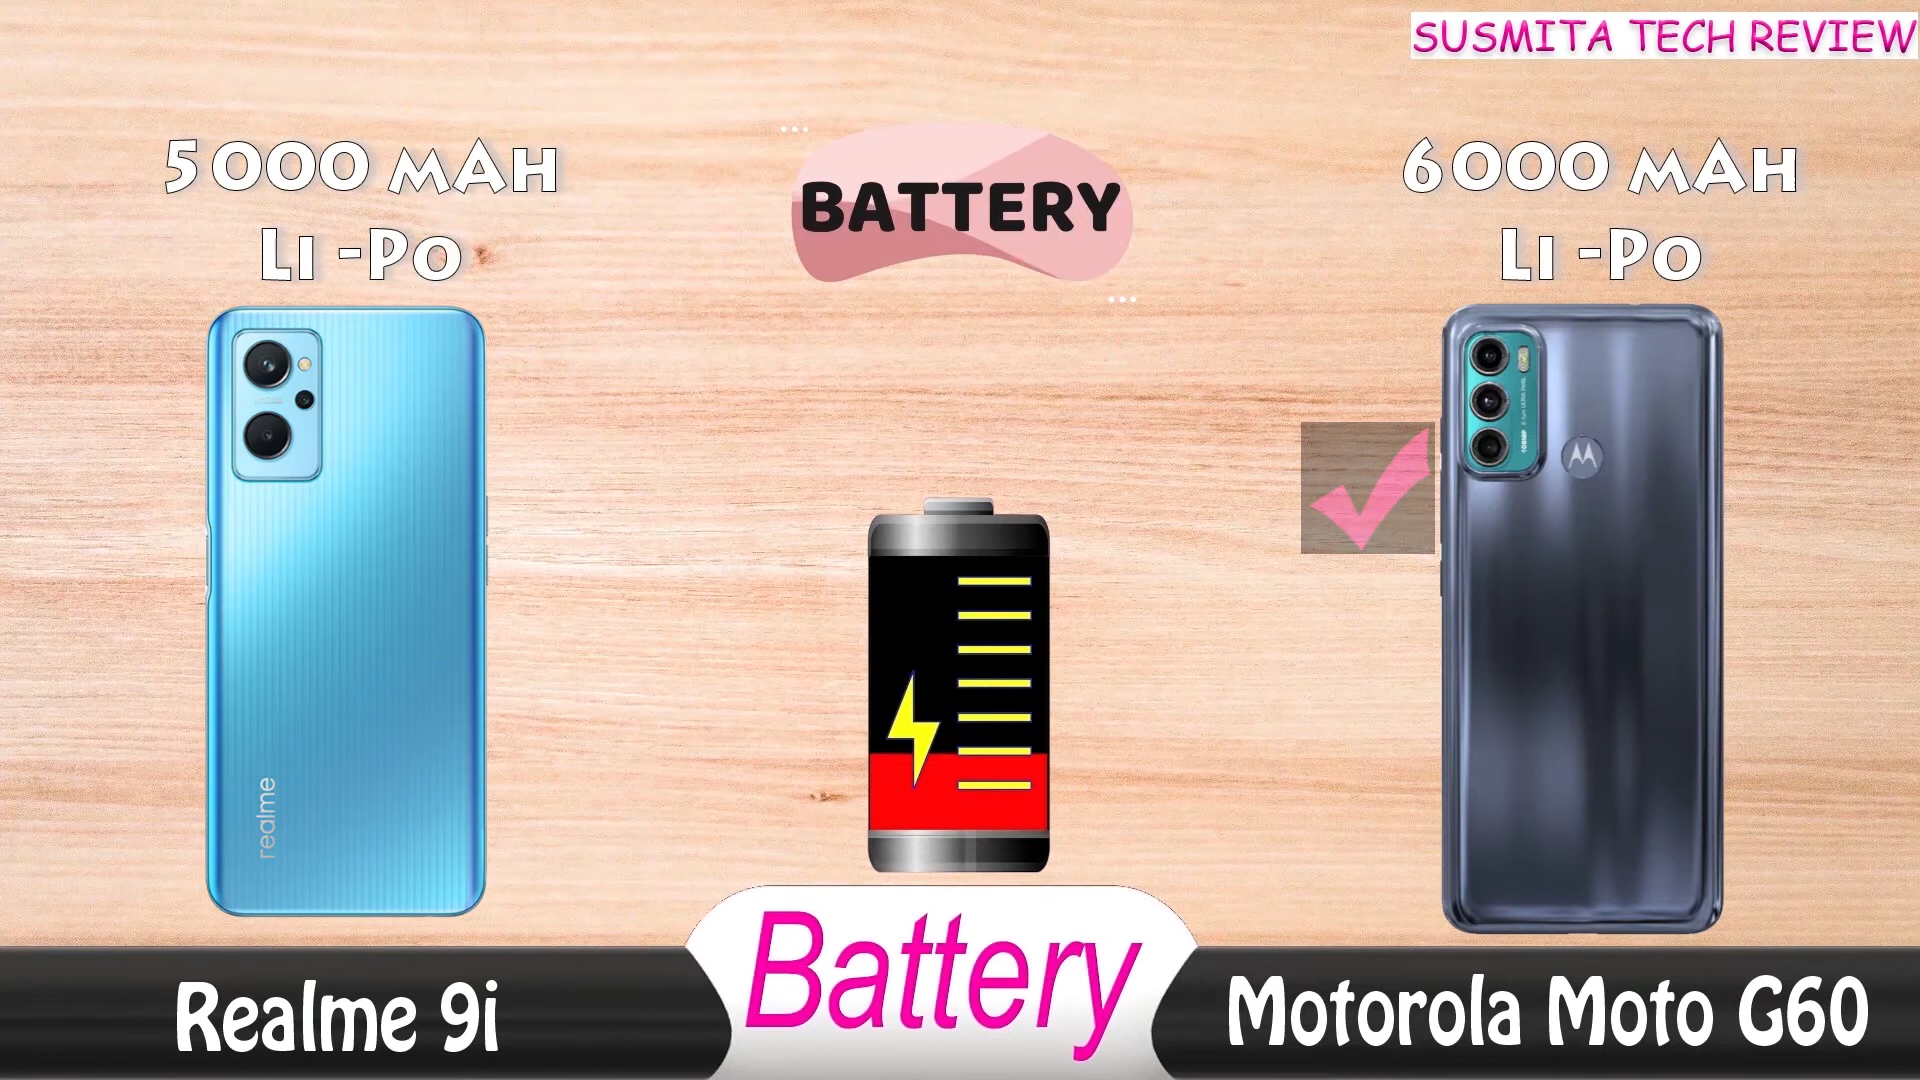 SUSMITA TECH REVIEW
5000 mAh
Li -Po
BATTERY
6000 mAh
Li -Po
realme
108MP
Realme 9i
Battery
Motorola Moto G60